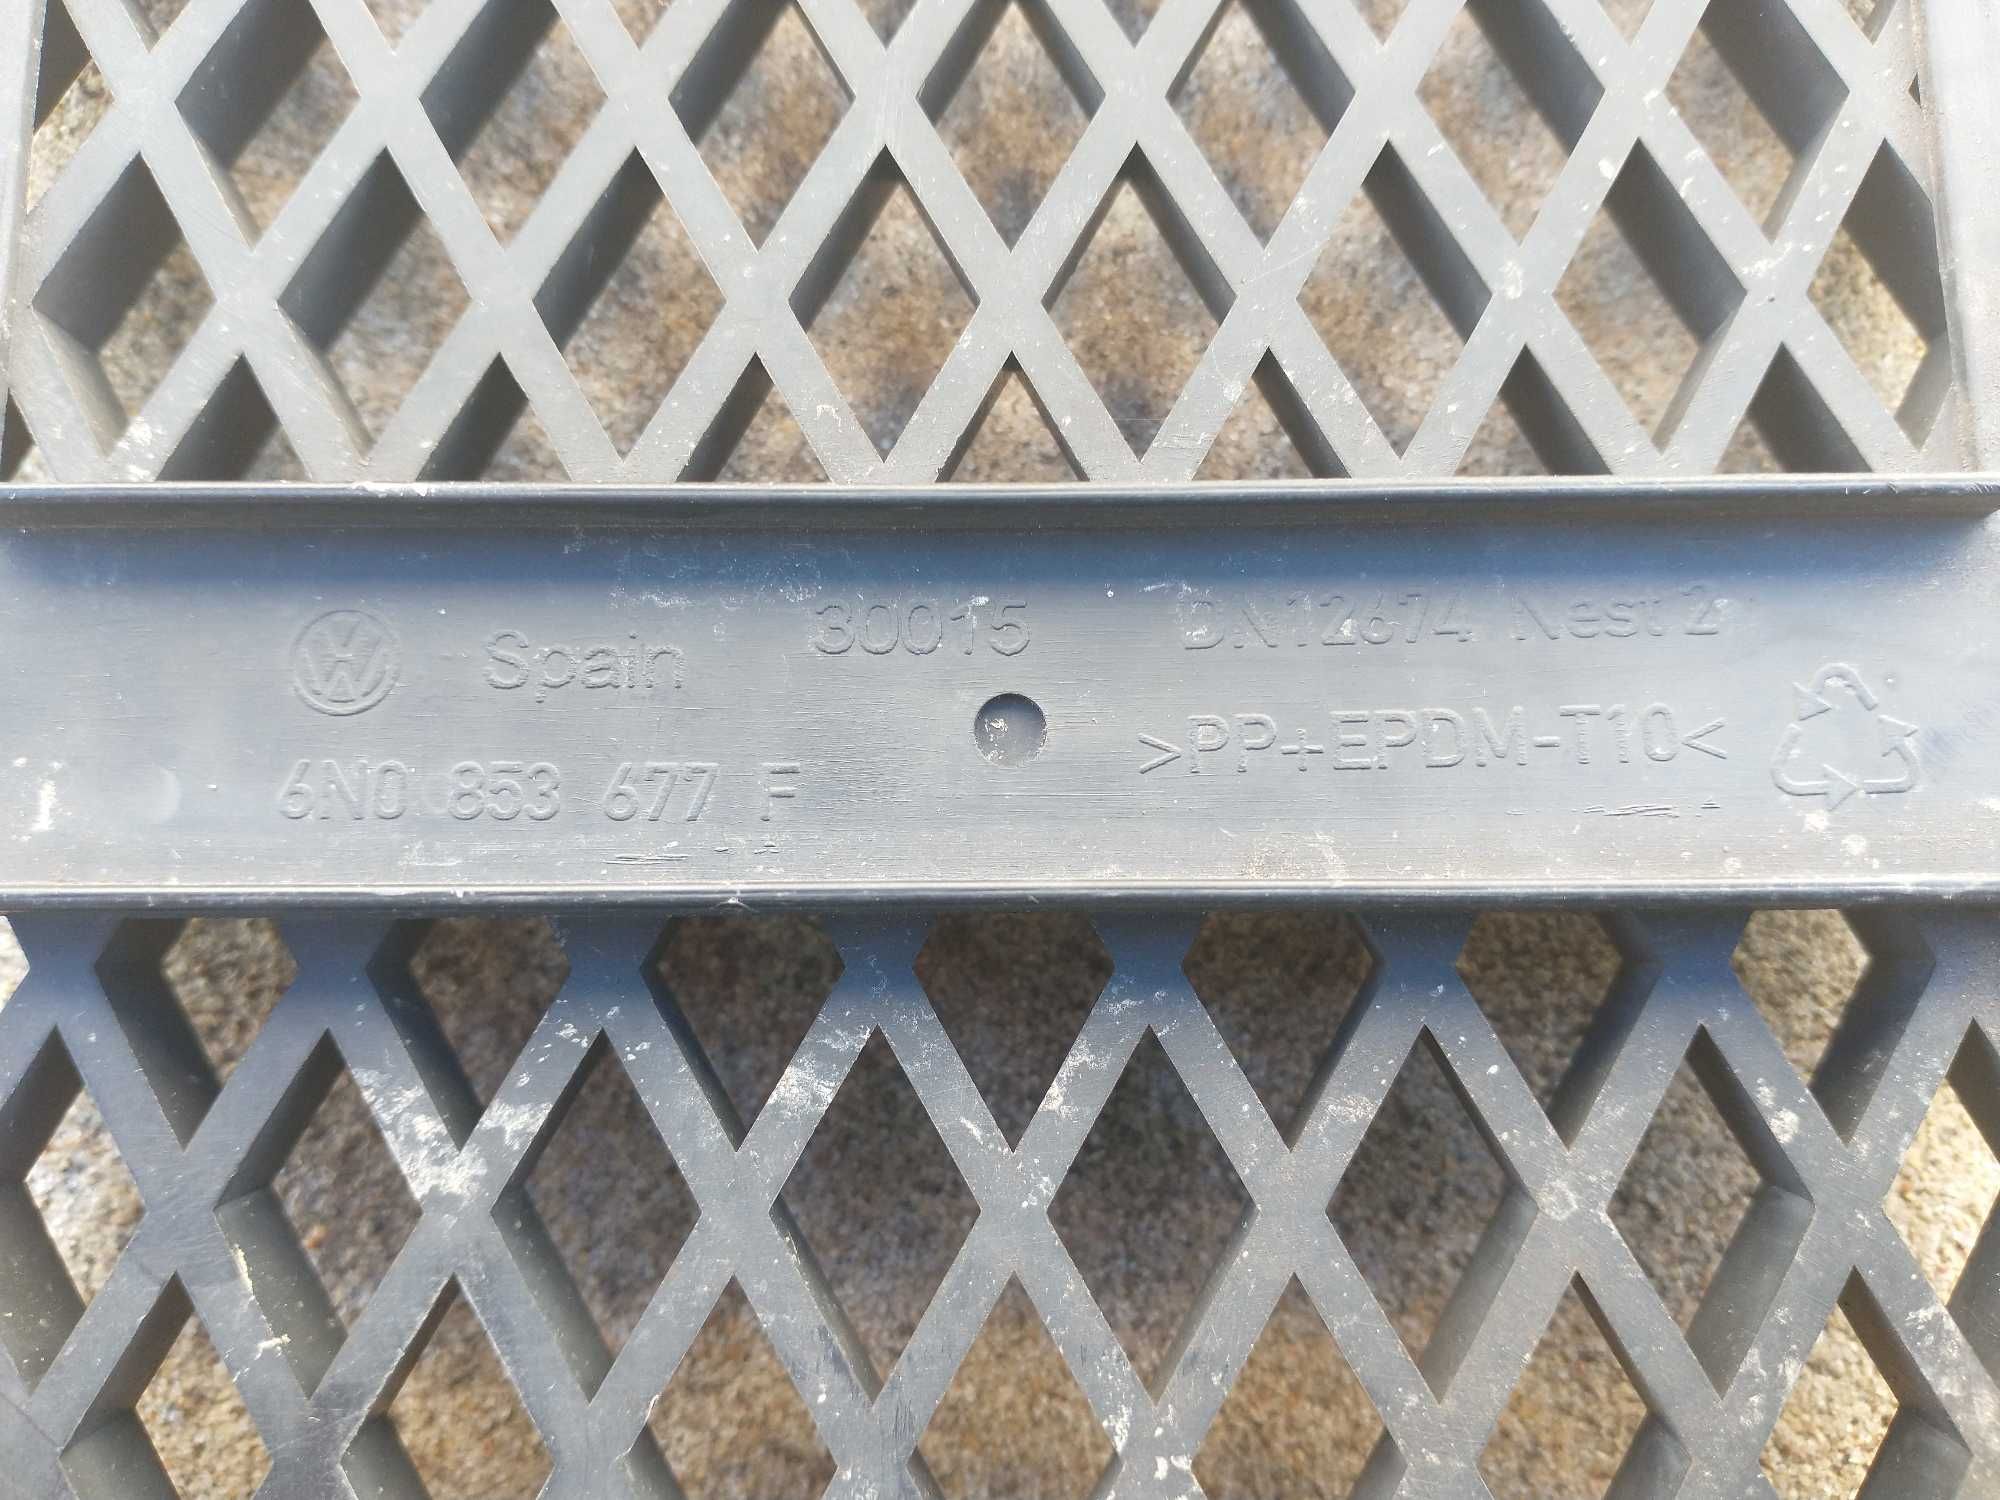 Spain 30015 DN12674 Nest 2
6N0 853 677 F >PP+EPDM-T10<